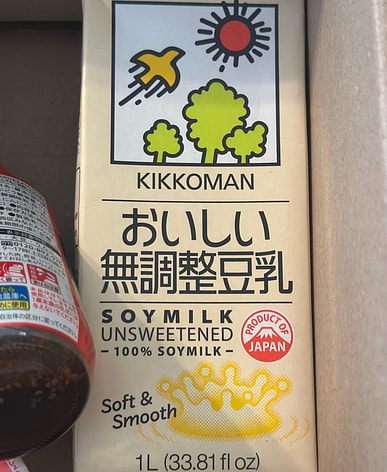 KIKKOMAN
おいしい
無調整豆乳
SOYMILK
UNSWEETENED
- 100% SOYMILK -
PRODUCT OF
JAPAN
Soft &
Smooth
1L (33.81 fl oz)